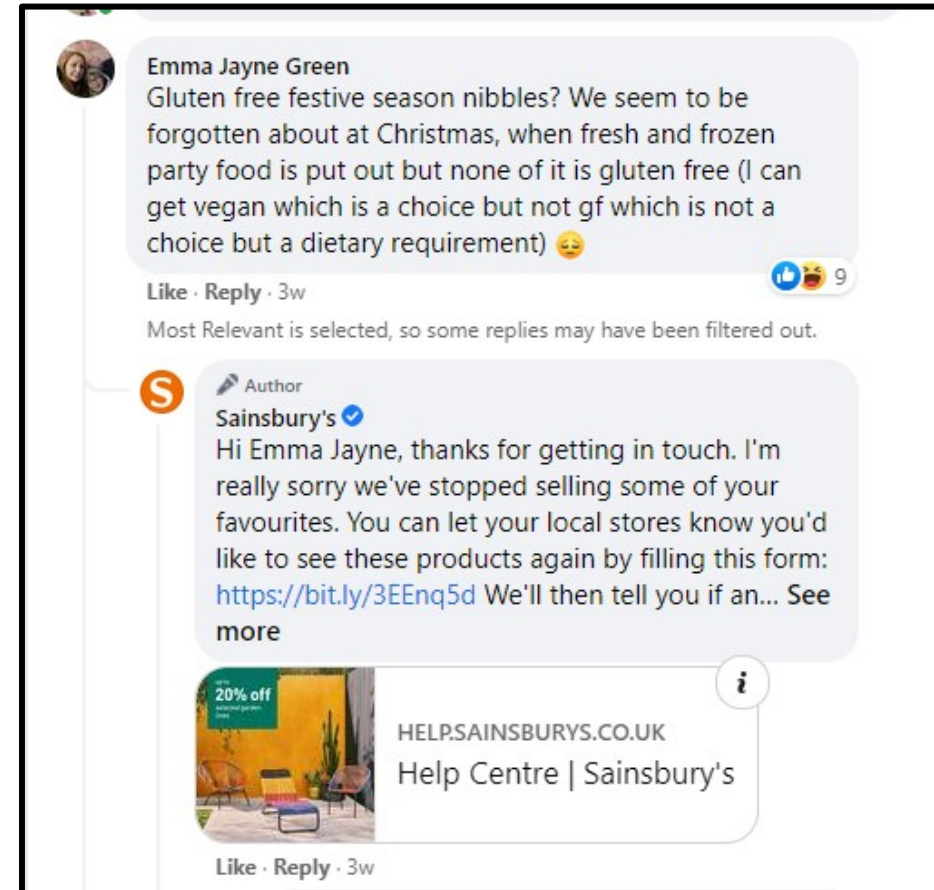 Emma Jayne Green
Gluten free festive season nibbles? We seem to be
forgotten about at Christmas, when fresh and frozen
party food is put out but none of it is gluten free (I can
get vegan which is a choice but not gf which is not a
choice but a dietary requirement) 😔
9
Like · Reply · 3w
Most Relevant is selected, so some replies may have been filtered out.
S
Author
Sainsbury's
Hi Emma Jayne, thanks for getting in touch. I'm
really sorry we've stopped selling some of your
favourites. You can let your local stores know you'd
like to see these products again by filling this form:
https://bit.ly/3EEnq5d We'll then tell you if an... See
more
up to
20% off
selected garden
lines
i
HELP.SAINSBURYS.CO.UK
Help Centre | Sainsbury's
Like · Reply · 3w